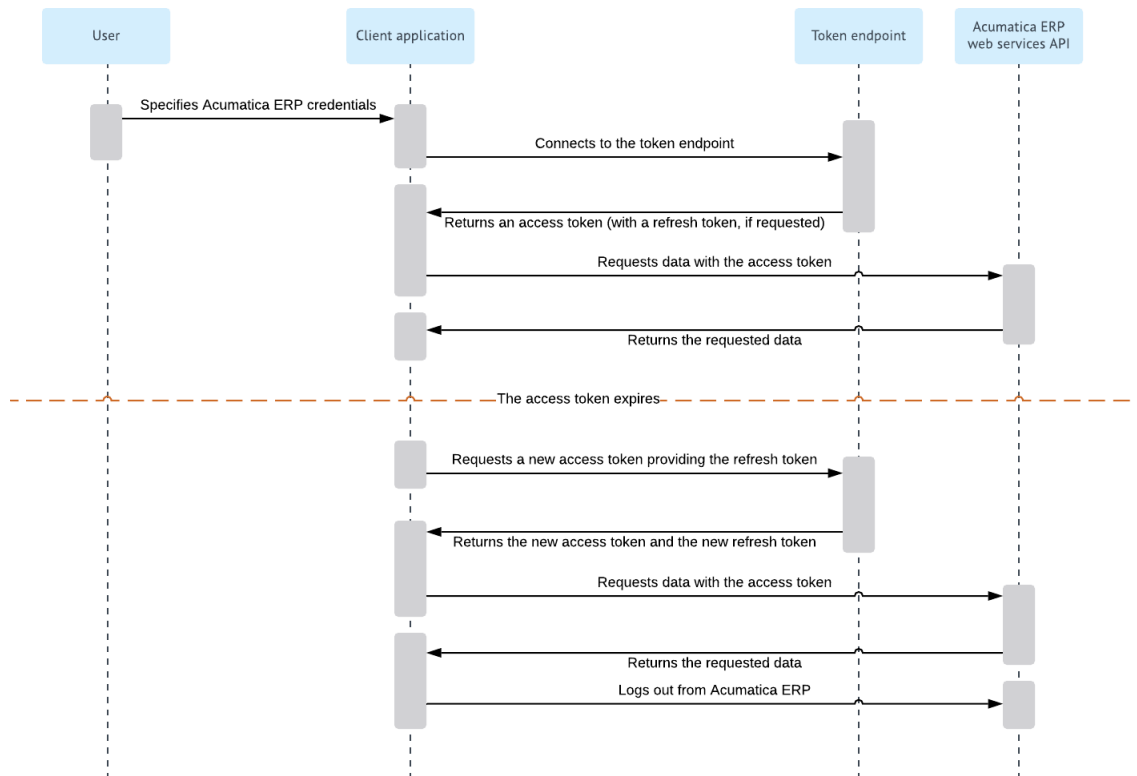 User
Client application
Token endpoint
Acumatica ERP
web services API
Specifies Acumatica ERP credentials
Connects to the token endpoint
Returns an access token (with a refresh token, if requested)
Requests data with the access token
Returns the requested data
The access token expires
Requests a new access token providing the refresh token
Returns the new access token and the new refresh token
Requests data with the access token
Returns the requested data
Logs out from Acumatica ERP